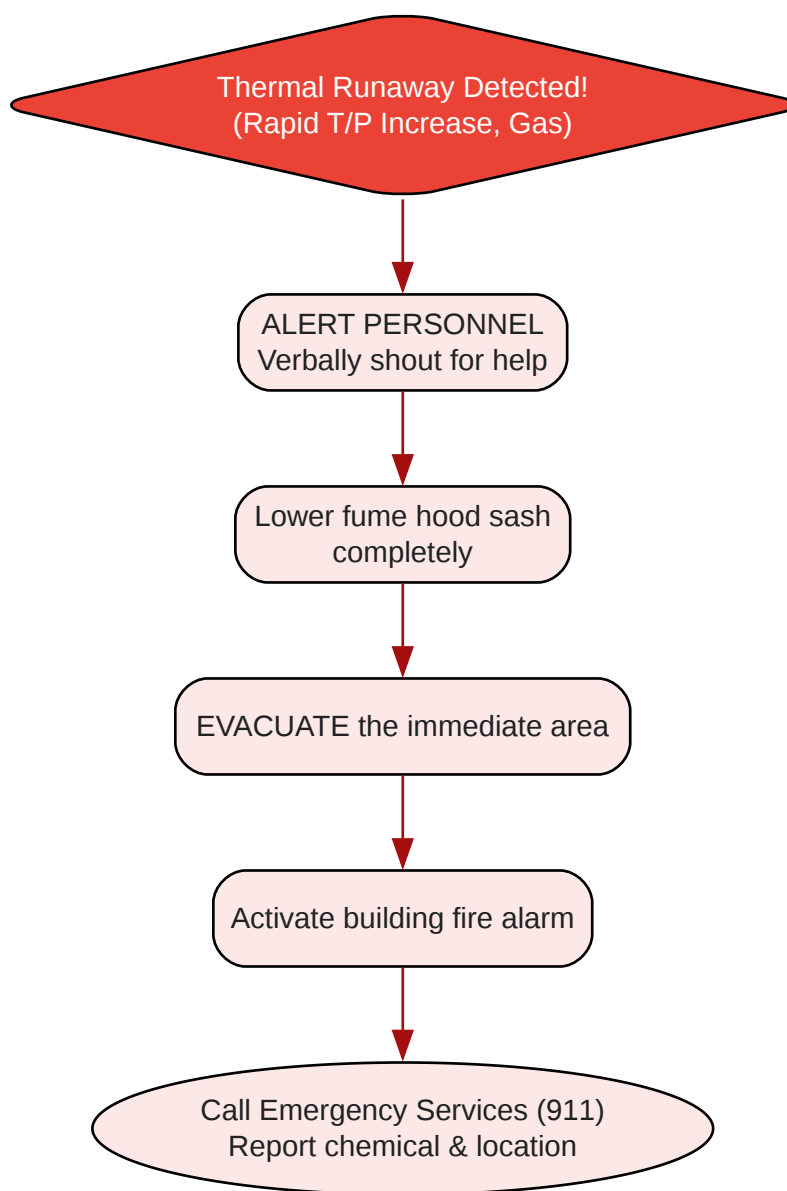 Thermal Runaway Detected!
(Rapid T/P Increase, Gas)
ALERT PERSONNEL
Verbally shout for help
Lower fume hood sash
completely
EVACUATE the immediate area
Activate building fire alarm
Call Emergency Services (911)
Report chemical & location